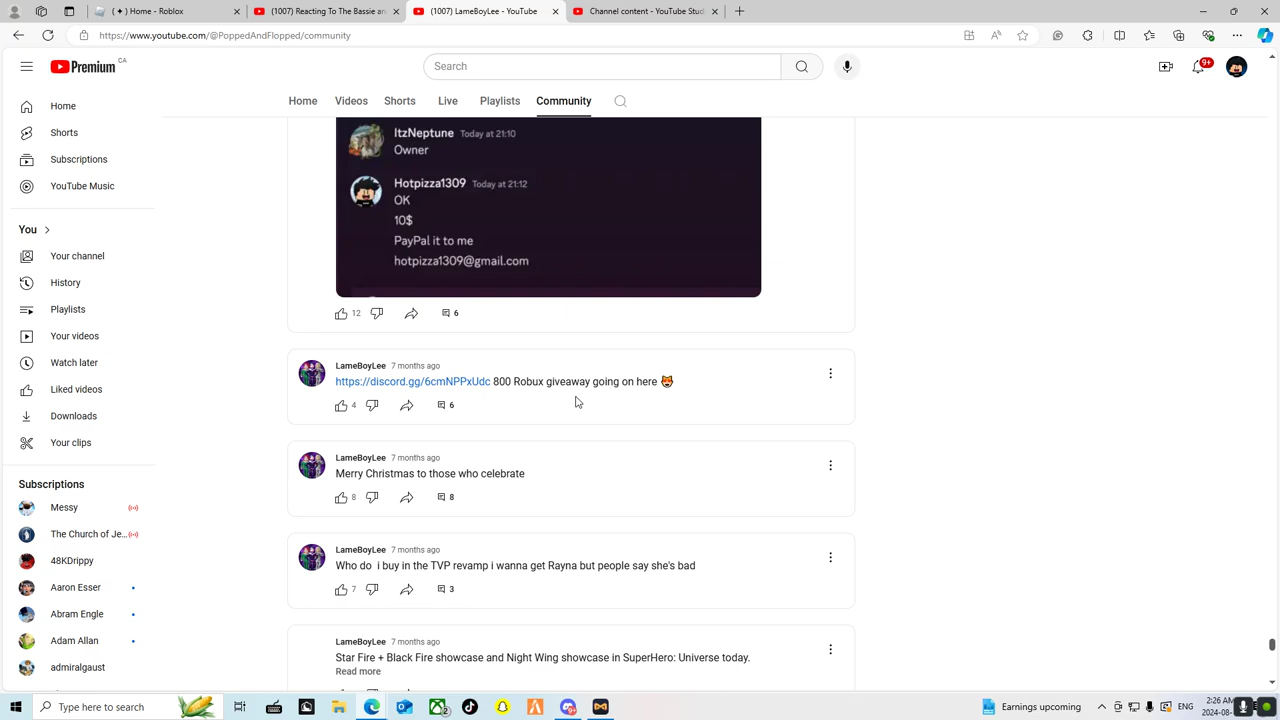 ( ✦ ) Home - Roblox
(1007) Reacting To The Bassie an
(1007) LameBoyLee - YouTube
Channel content - YouTube Stud
https://www.youtube.com/@PoppedAndFlopped/community
Premium CA
Search
9+
Home
Videos
Shorts
Live
Playlists
Community
Home
Shorts
Subscriptions
YouTube Music
You
Your channel
History
Playlists
Your videos
Watch later
Liked videos
Downloads
Your clips
Subscriptions
Messy
The Church of Je...
48KDrippy
Aaron Esser
Abram Engle
Adam Allan
admiralgaust
ItzNeptune Today at 21:10
Owner
Hotpizza1309 Today at 21:12
OK
10$
PayPal it to me
hotpizza1309@gmail.com
12 6
LameBoyLee 7 months ago
https://discord.gg/6cmNPPxUdc 800 Robux giveaway going on here 🦊
4 6
LameBoyLee 7 months ago
Merry Christmas to those who celebrate
8 8
LameBoyLee 7 months ago
Who do i buy in the TVP revamp i wanna get Rayna but people say she's bad
7 3
LameBoyLee 7 months ago
Star Fire + Black Fire showcase and Night Wing showcase in SuperHero: Universe today.
Read more
Type here to search
Earnings upcoming
ENG
2:26 AM
2024-08-